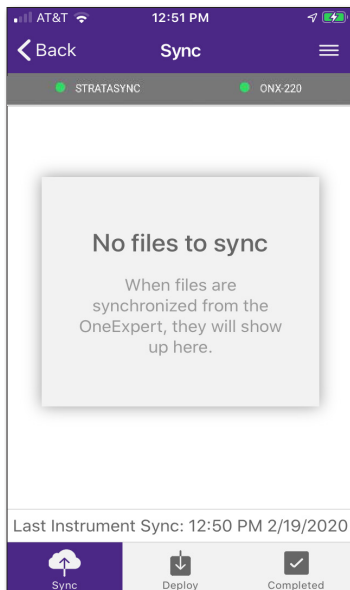 AT&T 12:51 PM
Back Sync
STRATASYNC ONX-220
No files to sync
When files are
synchronized from the
OneExpert, they will show
up here.
Last Instrument Sync: 12:50 PM 2/19/2020
Sync Deploy Completed